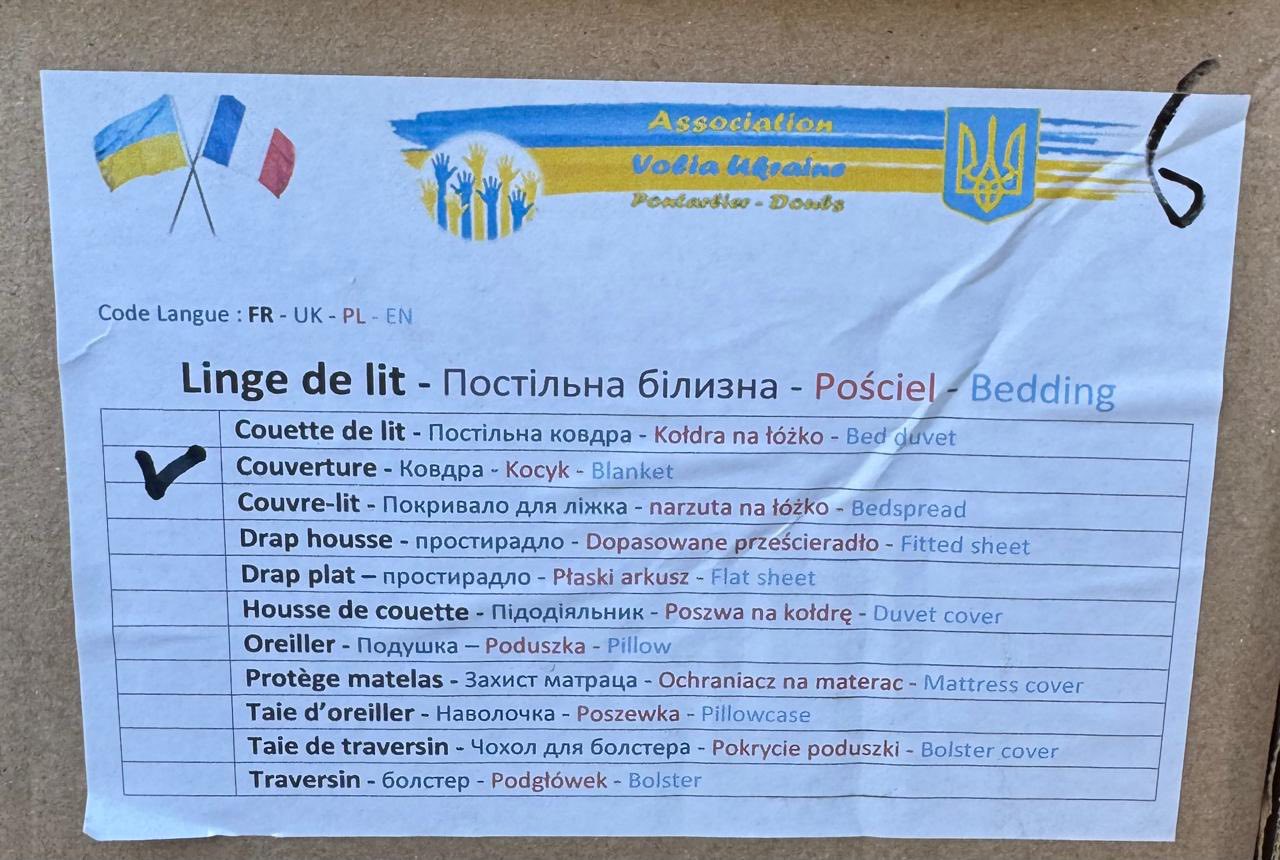 Association
Volia Ukraine
Pontarlier - Doubs
6
Code Langue : FR - UK - PL - EN
Linge de lit - Постільна білизна - Pościel - Bedding
Couette de lit - Постільна ковдра - Kołdra na łóżko - Bed duvet
Couverture - Ковдра - Kocyk - Blanket
Couvre-lit - Покривало для ліжка - narzuta na łóżko - Bedspread
Drap housse - простирадло - Dopasowane prześcieradło - Fitted sheet
Drap plat – простирадло - Płaski arkusz - Flat sheet
Housse de couette - Підодіяльник - Poszwa na kołdrę - Duvet cover
Oreiller - Подушка – Poduszka - Pillow
Protège matelas - Захист матраца - Ochraniacz na materac - Mattress cover
Taie d’oreiller - Наволочка - Poszewka - Pillowcase
Taie de traversin - Чохол для болстера - Pokrycie poduszki - Bolster cover
Traversin - болстер - Podgłówek - Bolster